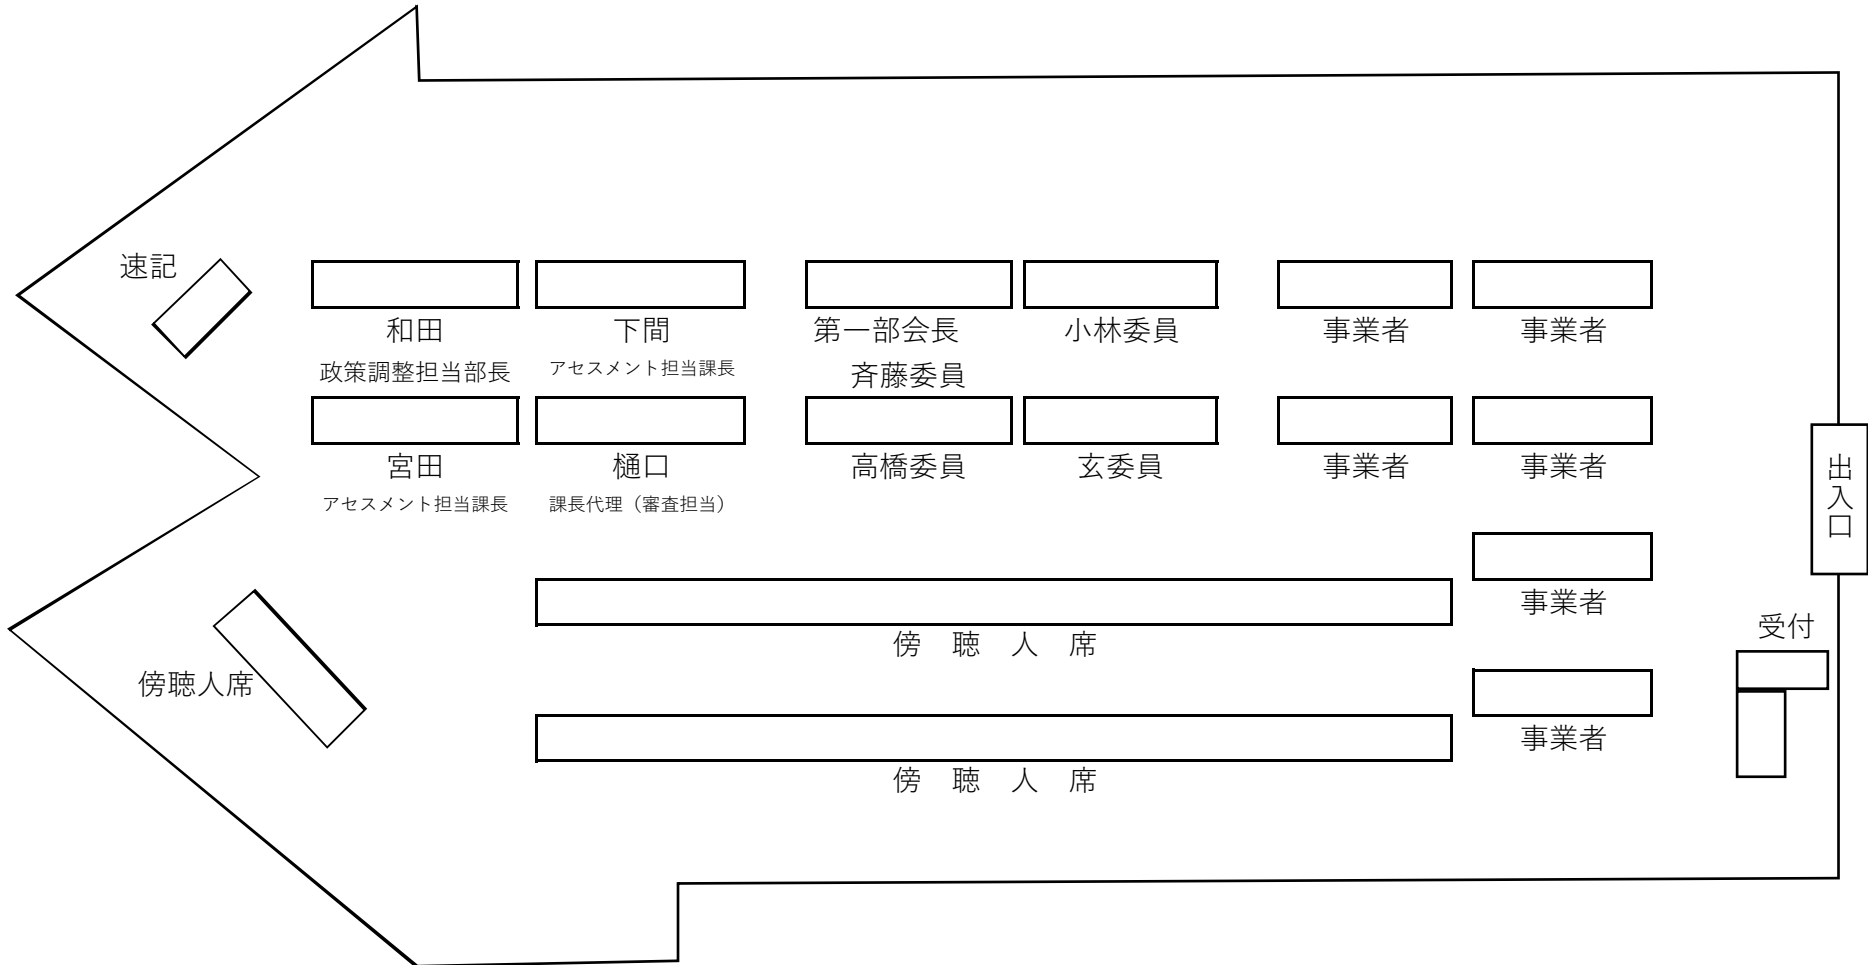 速記
和田
下間
第一部会長
小林委員
事業者
事業者
政策調整担当部長
アセスメント担当課長
斉藤委員
宮田
樋口
高橋委員
玄委員
事業者
事業者
出入口
アセスメント担当課長
課長代理（審査担当）
事業者
受付
傍　聴　人　席
傍聴人席
事業者
傍　聴　人　席